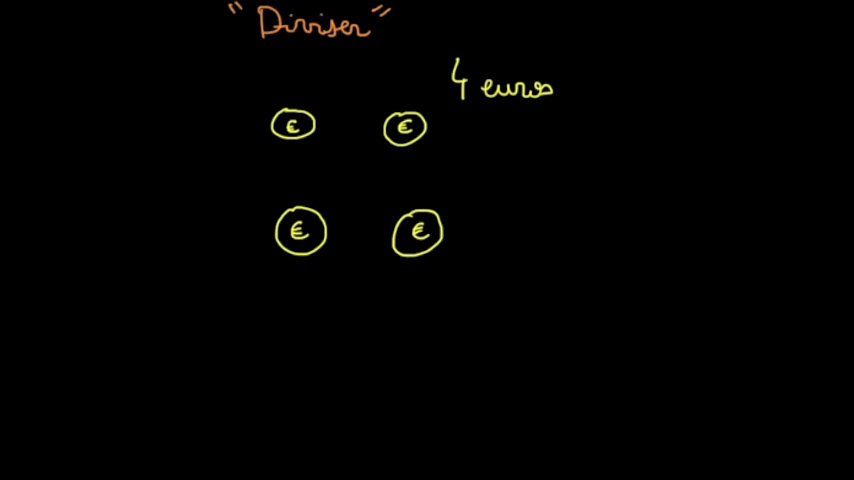 "Diviser"
4 euros
€ €
€ €